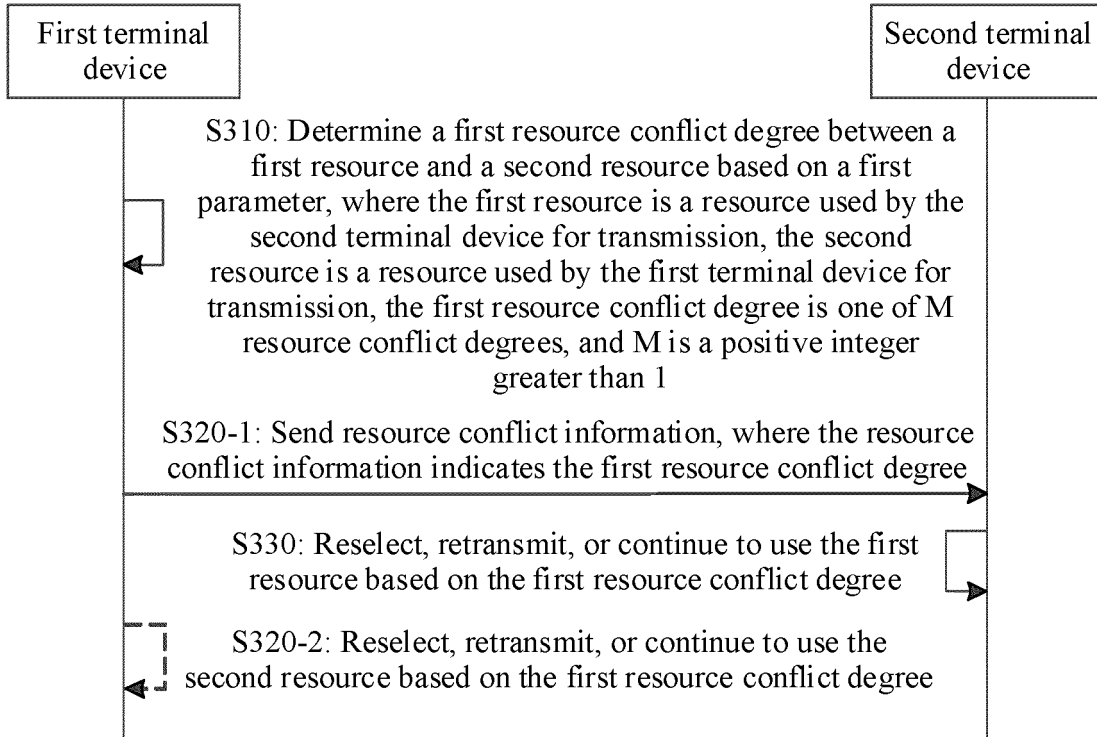 First terminal
device
Second terminal
device
S310: Determine a first resource conflict degree between a
first resource and a second resource based on a first
parameter, where the first resource is a resource used by the
second terminal device for transmission, the second
resource is a resource used by the first terminal device for
transmission, the first resource conflict degree is one of M
resource conflict degrees, and M is a positive integer
greater than 1
S320-1: Send resource conflict information, where the resource
conflict information indicates the first resource conflict degree
S330: Reselect, retransmit, or continue to use the first
resource based on the first resource conflict degree
S320-2: Reselect, retransmit, or continue to use the
second resource based on the first resource conflict degree